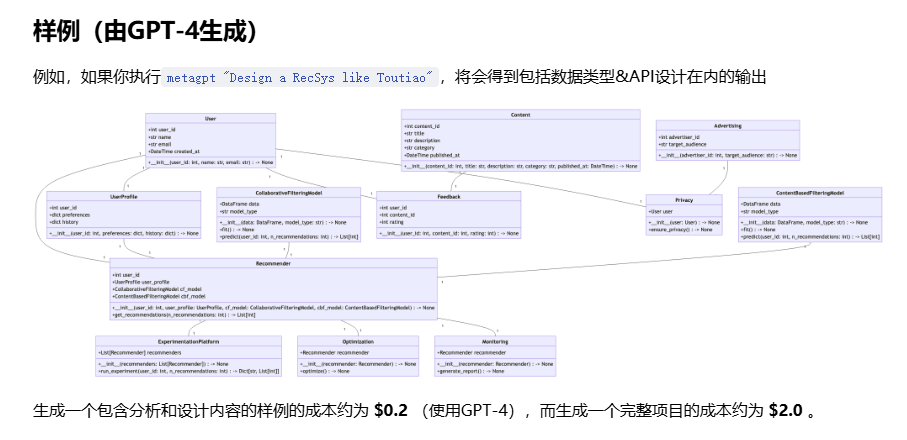 样例（由GPT-4生成）
例如，如果你执行 metagpt "Design a RecSys like Toutiao" ，将会得到包括数据类型&API设计在内的输出
User
+int user_id
+str name
+str email
+DateTime created_at
+__init__(user_id: int, name: str, email: str) : -> None
Content
+int content_id
+str title
+str description
+str category
+DateTime published_at
+__init__(content_id: int, title: str, description: str, category: str, published_at: DateTime) : -> None
Advertising
+int advertiser_id
+str target_audience
+__init__(advertiser_id: int, target_audience: str) : -> None
UserProfile
+int user_id
+dict preferences
+dict history
+__init__(user_id: int, preferences: dict, history: dict) : -> None
CollaborativeFilteringModel
+DataFrame data
+str model_type
+__init__(data: DataFrame, model_type: str) : -> None
+fit() : -> None
+predict(user_id: int, n_recommendations: int) : -> List[int]
Feedback
+int user_id
+int content_id
+int rating
+__init__(user_id: int, content_id: int, rating: int) : -> None
Privacy
+User user
+__init__(user: User) : -> None
+ensure_privacy() : -> None
ContentBasedFilteringModel
+DataFrame data
+str model_type
+__init__(data: DataFrame, model_type: str) : -> None
+fit() : -> None
+predict(user_id: int, n_recommendations: int) : -> List[int]
Recommender
+int user_id
+UserProfile user_profile
+CollaborativeFilteringModel cf_model
+ContentBasedFilteringModel cbf_model
+__init__(user_id: int, user_profile: UserProfile, cf_model: CollaborativeFilteringModel, cbf_model: ContentBasedFilteringModel) : -> None
+get_recommendations(n_recommendations: int) : -> List[int]
ExperimentationPlatform
+List[Recommender] recommenders
+__init__(recommenders: List[Recommender]) : -> None
+run_experiment(user_id: int, n_recommendations: int) : -> Dict[str, List[int]]
Optimization
+Recommender recommender
+__init__(recommender: Recommender) : -> None
+optimize() : -> None
Monitoring
+Recommender recommender
+__init__(recommender: Recommender) : -> None
+generate_report() : -> None
生成一个包含分析和设计内容的样例的成本约为 $0.2 （使用GPT-4），而生成一个完整项目的成本约为 $2.0 。